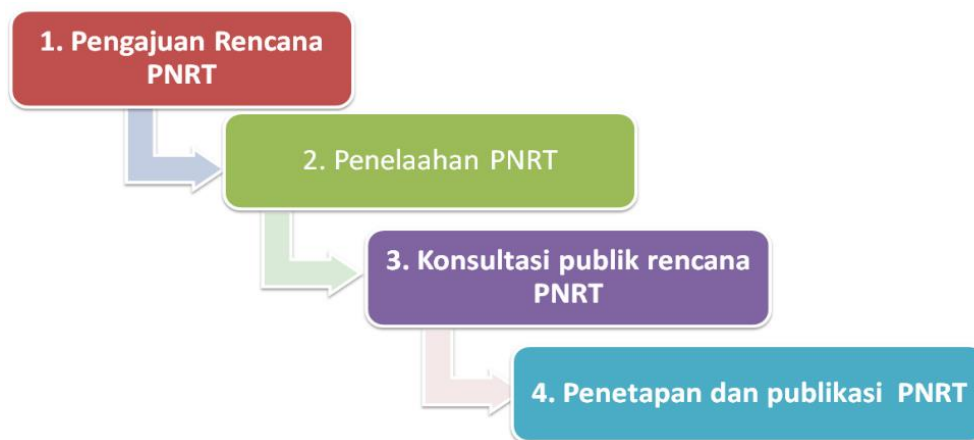 1. Pengajuan Rencana
PNRT
2. Penelaahan PNRT
3. Konsultasi publik rencana
PNRT
4. Penetapan dan publikasi PNRT